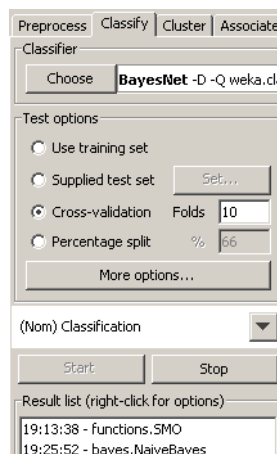 Preprocess Classify Cluster Associate
Classifier
Choose BayesNet -D -Q weka.cl
Test options
Use training set
Supplied test set Set...
Cross-validation Folds 10
Percentage split % 66
More options...
(Nom) Classification
Start Stop
Result list (right-click for options)
19:13:38 - functions.SMO
19:25:52 - bayes.NaiveBayes